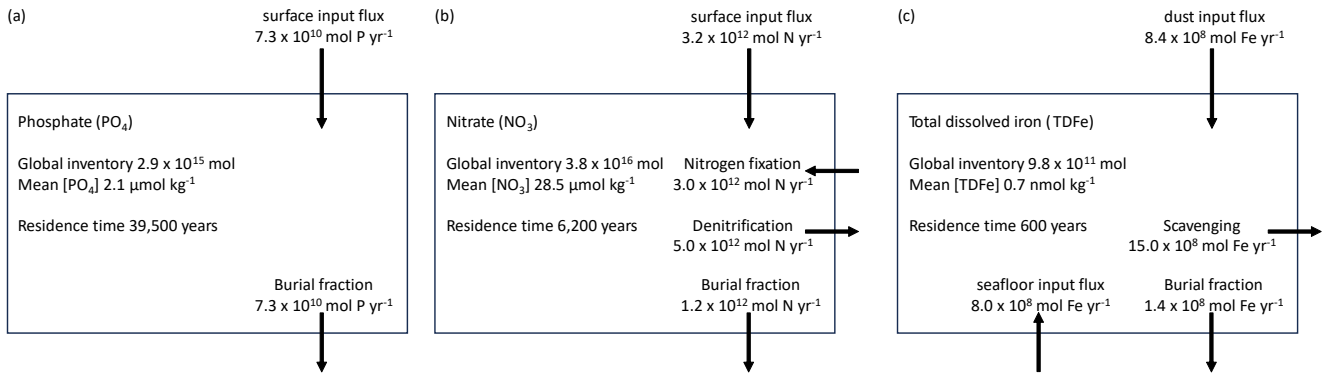 (a)
surface input flux
7.3 x 10¹⁰ mol P yr⁻¹
Phosphate (PO₄)
Global inventory 2.9 x 10¹⁵ mol
Mean [PO₄] 2.1 µmol kg⁻¹
Residence time 39,500 years
Burial fraction
7.3 x 10¹⁰ mol P yr⁻¹
(b)
surface input flux
3.2 x 10¹² mol N yr⁻¹
Nitrate (NO₃)
Global inventory 3.8 x 10¹⁶ mol
Mean [NO₃] 28.5 µmol kg⁻¹
Nitrogen fixation
3.0 x 10¹² mol N yr⁻¹
Residence time 6,200 years
Denitrification
5.0 x 10¹² mol N yr⁻¹
Burial fraction
1.2 x 10¹² mol N yr⁻¹
(c)
dust input flux
8.4 x 10⁸ mol Fe yr⁻¹
Total dissolved iron (TDFe)
Global inventory 9.8 x 10¹¹ mol
Mean [TDFe] 0.7 nmol kg⁻¹
Residence time 600 years
Scavenging
15.0 x 10⁸ mol Fe yr⁻¹
seafloor input flux
8.0 x 10⁸ mol Fe yr⁻¹
Burial fraction
1.4 x 10⁸ mol Fe yr⁻¹